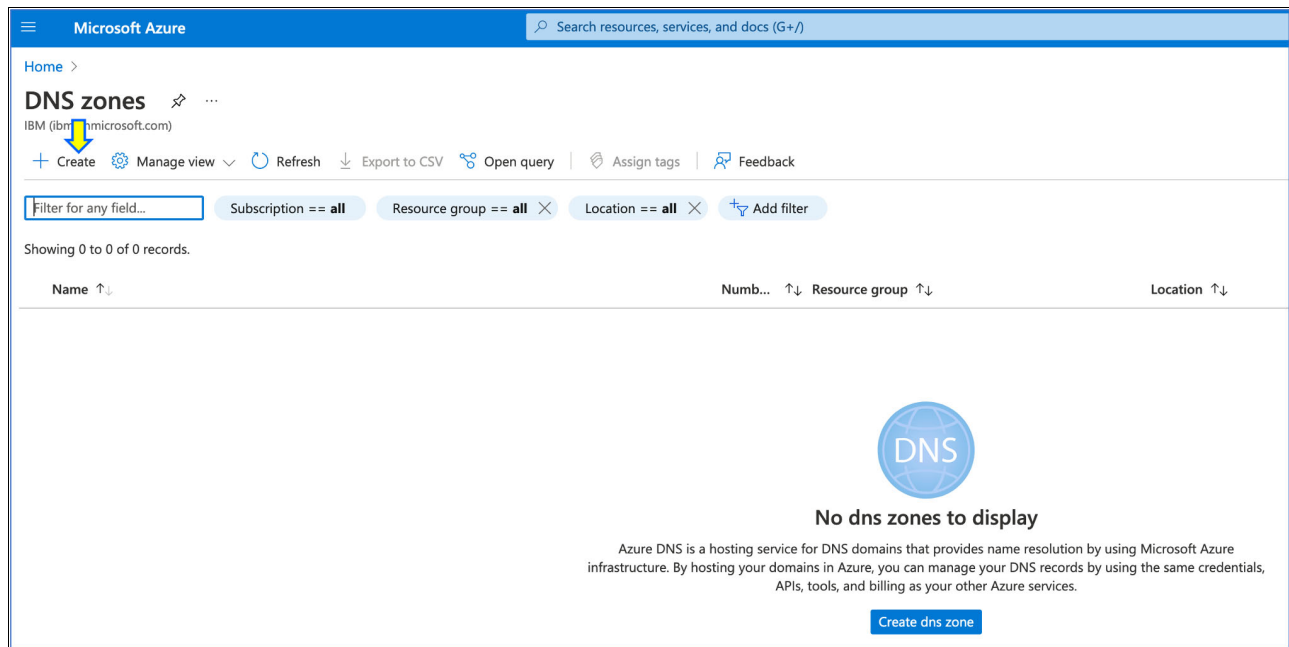 Microsoft Azure
Search resources, services, and docs (G+/)
Home >
DNS zones ...
IBM (ibm nmicrosoft.com)
+ Create Manage view Refresh Export to CSV Open query Assign tags Feedback
Filter for any field... Subscription == all Resource group == all Location == all Add filter
Showing 0 to 0 of 0 records.
Name Numb... Resource group Location
DNS
No dns zones to display
Azure DNS is a hosting service for DNS domains that provides name resolution by using Microsoft Azure
infrastructure. By hosting your domains in Azure, you can manage your DNS records by using the same credentials,
APIs, tools, and billing as your other Azure services.
Create dns zone